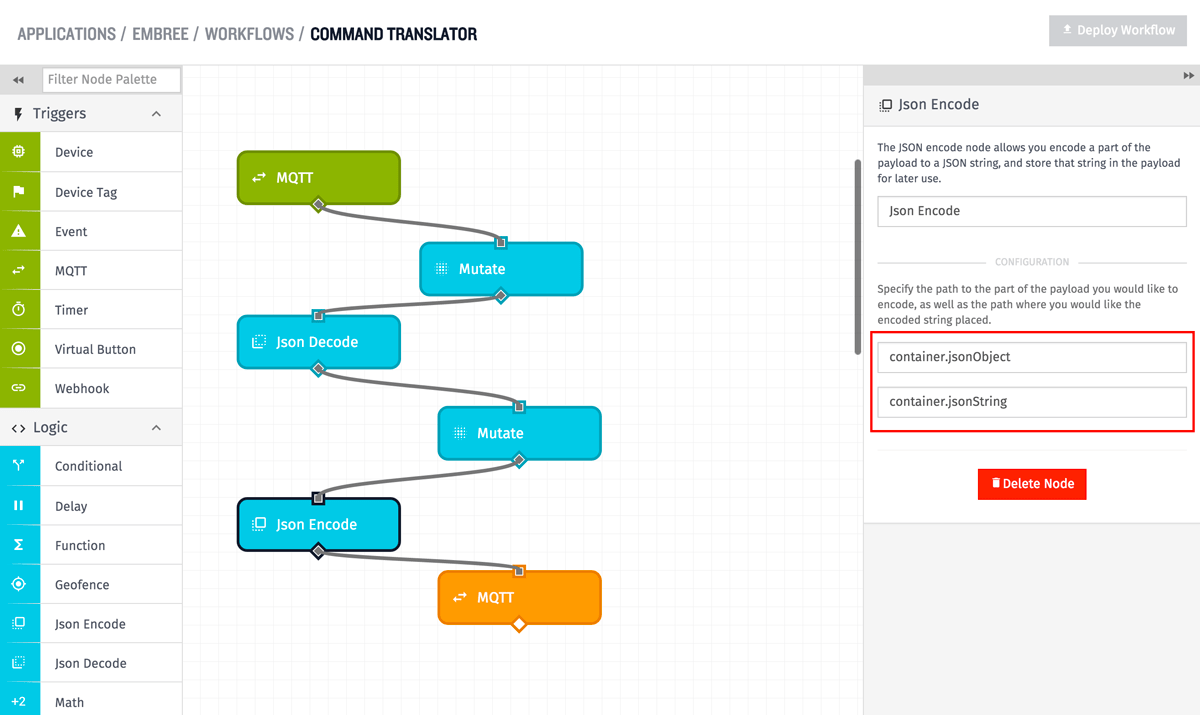 APPLICATIONS / EMBREE / WORKFLOWS / COMMAND TRANSLATOR
Deploy Workflow
Filter Node Palette
Triggers
Device
Device Tag
Event
MQTT
Timer
Virtual Button
Webhook
Logic
Conditional
Delay
Function
Geofence
Json Encode
Json Decode
+2 Math
MQTT
Mutate
Json Decode
Mutate
Json Encode
MQTT
Json Encode
The JSON encode node allows you encode a part of the
payload to a JSON string, and store that string in the payload
for later use.
Json Encode
CONFIGURATION
Specify the path to the part of the payload you would like to
encode, as well as the path where you would like the
encoded string placed.
container.jsonObject
container.jsonString
Delete Node